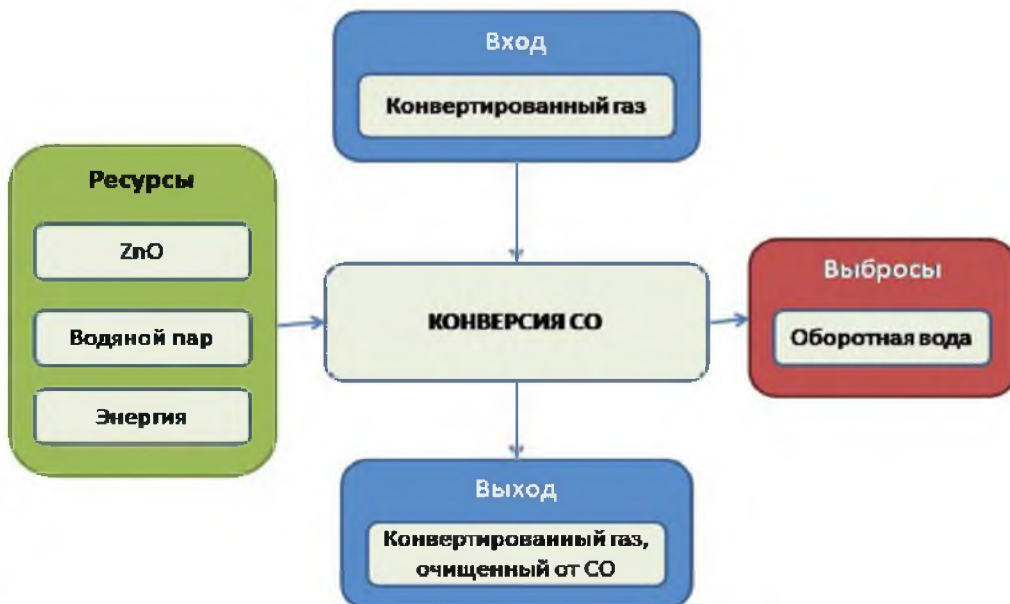 Вход
Конвертированный газ
Ресурсы
ZnO
Водяной пар
Энергия
КОНВЕРСИЯ СО
Выбросы
Оборотная вода
Выход
Конвертированный газ,
очищенный от СО